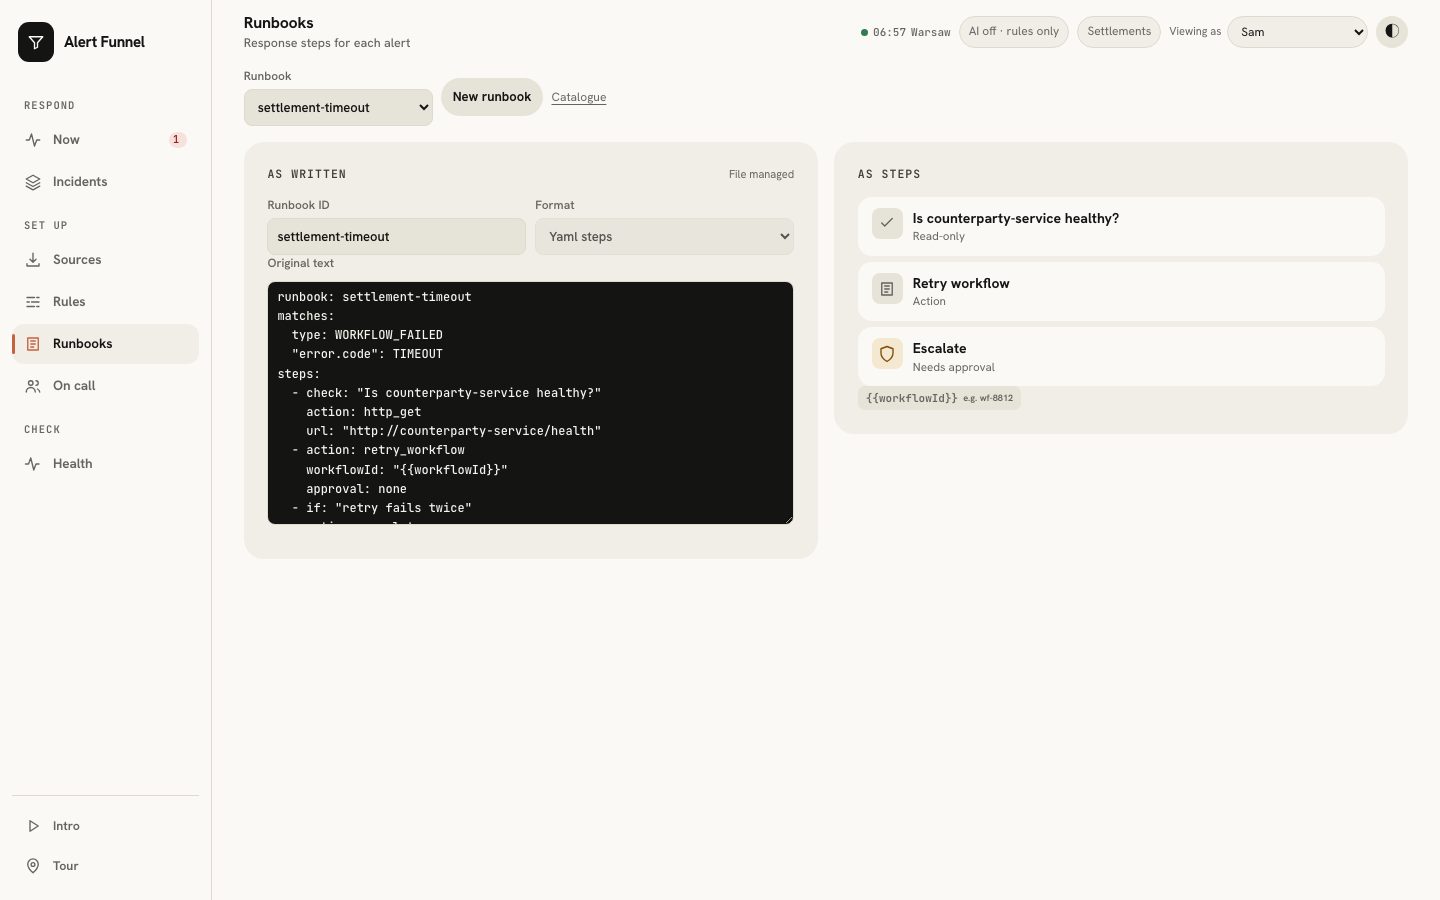 Alert Funnel
RESPOND
Now 1
Incidents
SET UP
Sources
Rules
Runbooks
On call
CHECK
Health
Intro
Tour
Runbooks
Response steps for each alert
06:57 Warsaw
AI off · rules only
Settlements
Viewing as
Sam
Runbook
settlement-timeout
New runbook
Catalogue
AS WRITTEN
File managed
Runbook ID
Format
settlement-timeout
Yaml steps
Original text
runbook: settlement-timeout
matches:
  type: WORKFLOW_FAILED
  "error.code": TIMEOUT
steps:
  - check: "Is counterparty-service healthy?"
    action: http_get
    url: "http://counterparty-service/health"
  - action: retry_workflow
    workflowId: "{{workflowId}}"
    approval: none
  - if: "retry fails twice"
AS STEPS
Is counterparty-service healthy?
Read-only
Retry workflow
Action
Escalate
Needs approval
{{workflowId}} e.g. wf-8812